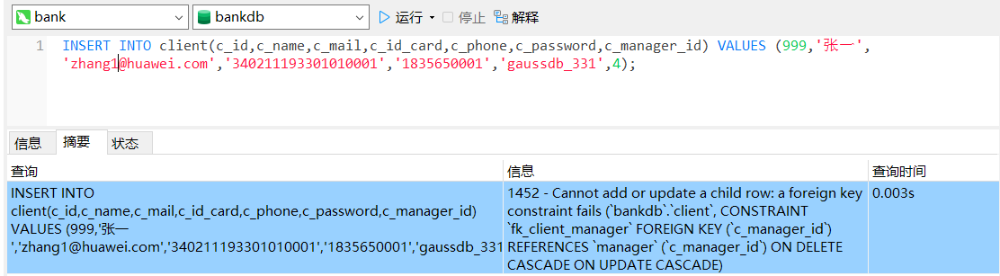 bank bankdb 运行 停止 解释
1 INSERT INTO client(c_id,c_name,c_mail,c_id_card,c_phone,c_password,c_manager_id) VALUES (999,'张一',
'zhang1@huawei.com','340211193301010001','1835650001','gaussdb_331',4);
信息 摘要 状态
查询 信息 查询时间
INSERT INTO
client(c_id,c_name,c_mail,c_id_card,c_phone,c_password,c_manager_id)
VALUES (999,'张一
','zhang1@huawei.com','340211193301010001','1835650001','gaussdb_331
1452 - Cannot add or update a child row: a foreign key
constraint fails (`bankdb`.`client`, CONSTRAINT
`fk_client_manager` FOREIGN KEY (`c_manager_id`)
REFERENCES `manager` (`c_manager_id`) ON DELETE
CASCADE ON UPDATE CASCADE)
0.003s